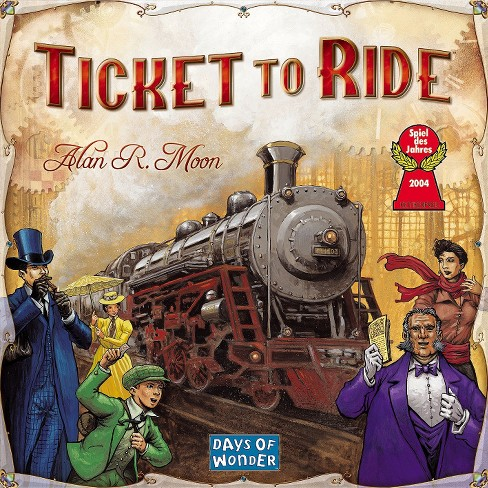 TICKET TO RIDE
Alan R. Moon
Spiel
des
Jahres
2004
DAYS OF
WONDER